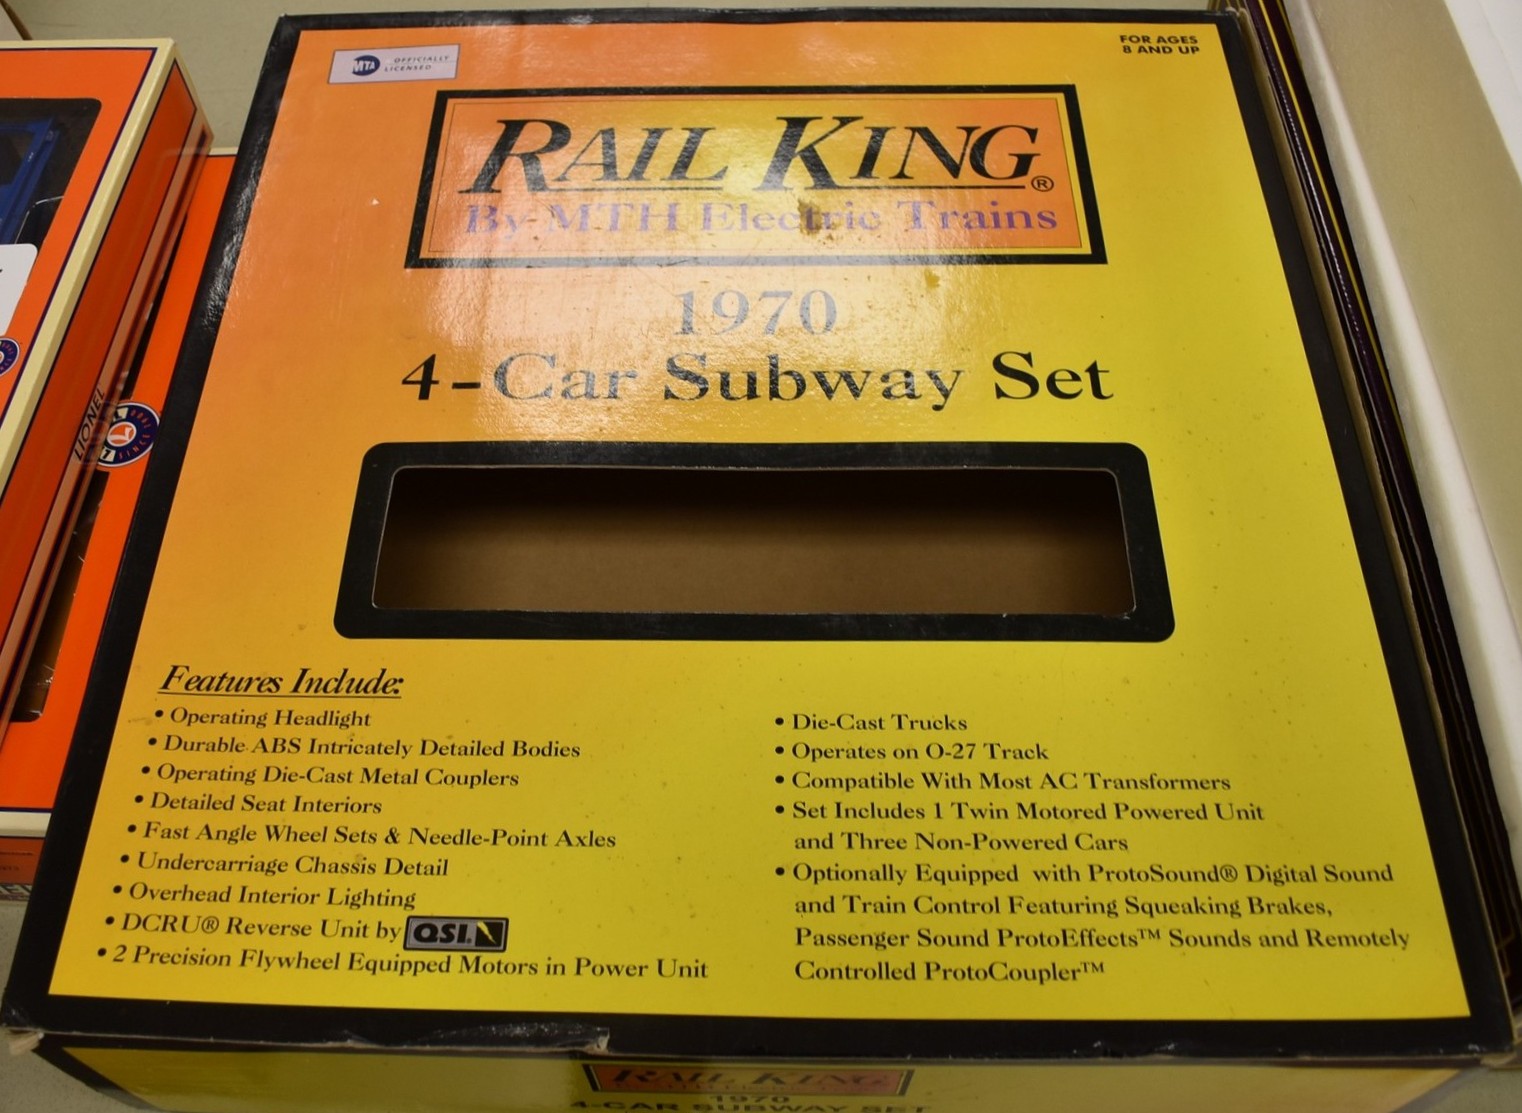 MTA OFFICIALLY
LICENSED
FOR AGES
8 AND UP
RAIL KING®
By MTH Electric Trains
1970
4-Car Subway Set
Features Include:
• Operating Headlight
• Durable ABS Intricately Detailed Bodies
• Operating Die-Cast Metal Couplers
• Detailed Seat Interiors
• Fast Angle Wheel Sets & Needle-Point Axles
• Undercarriage Chassis Detail
• Overhead Interior Lighting
• DCRU® Reverse Unit by QSI®
• 2 Precision Flywheel Equipped Motors in Power Unit
• Die-Cast Trucks
• Operates on O-27 Track
• Compatible With Most AC Transformers
• Set Includes 1 Twin Motored Powered Unit
and Three Non-Powered Cars
• Optionally Equipped with ProtoSound® Digital Sound
and Train Control Featuring Squeaking Brakes,
Passenger Sound ProtoEffects™ Sounds and Remotely
Controlled ProtoCoupler™
RAIL KING
1970
4-CAR SUBWAY SET
LIONEL
SINCE